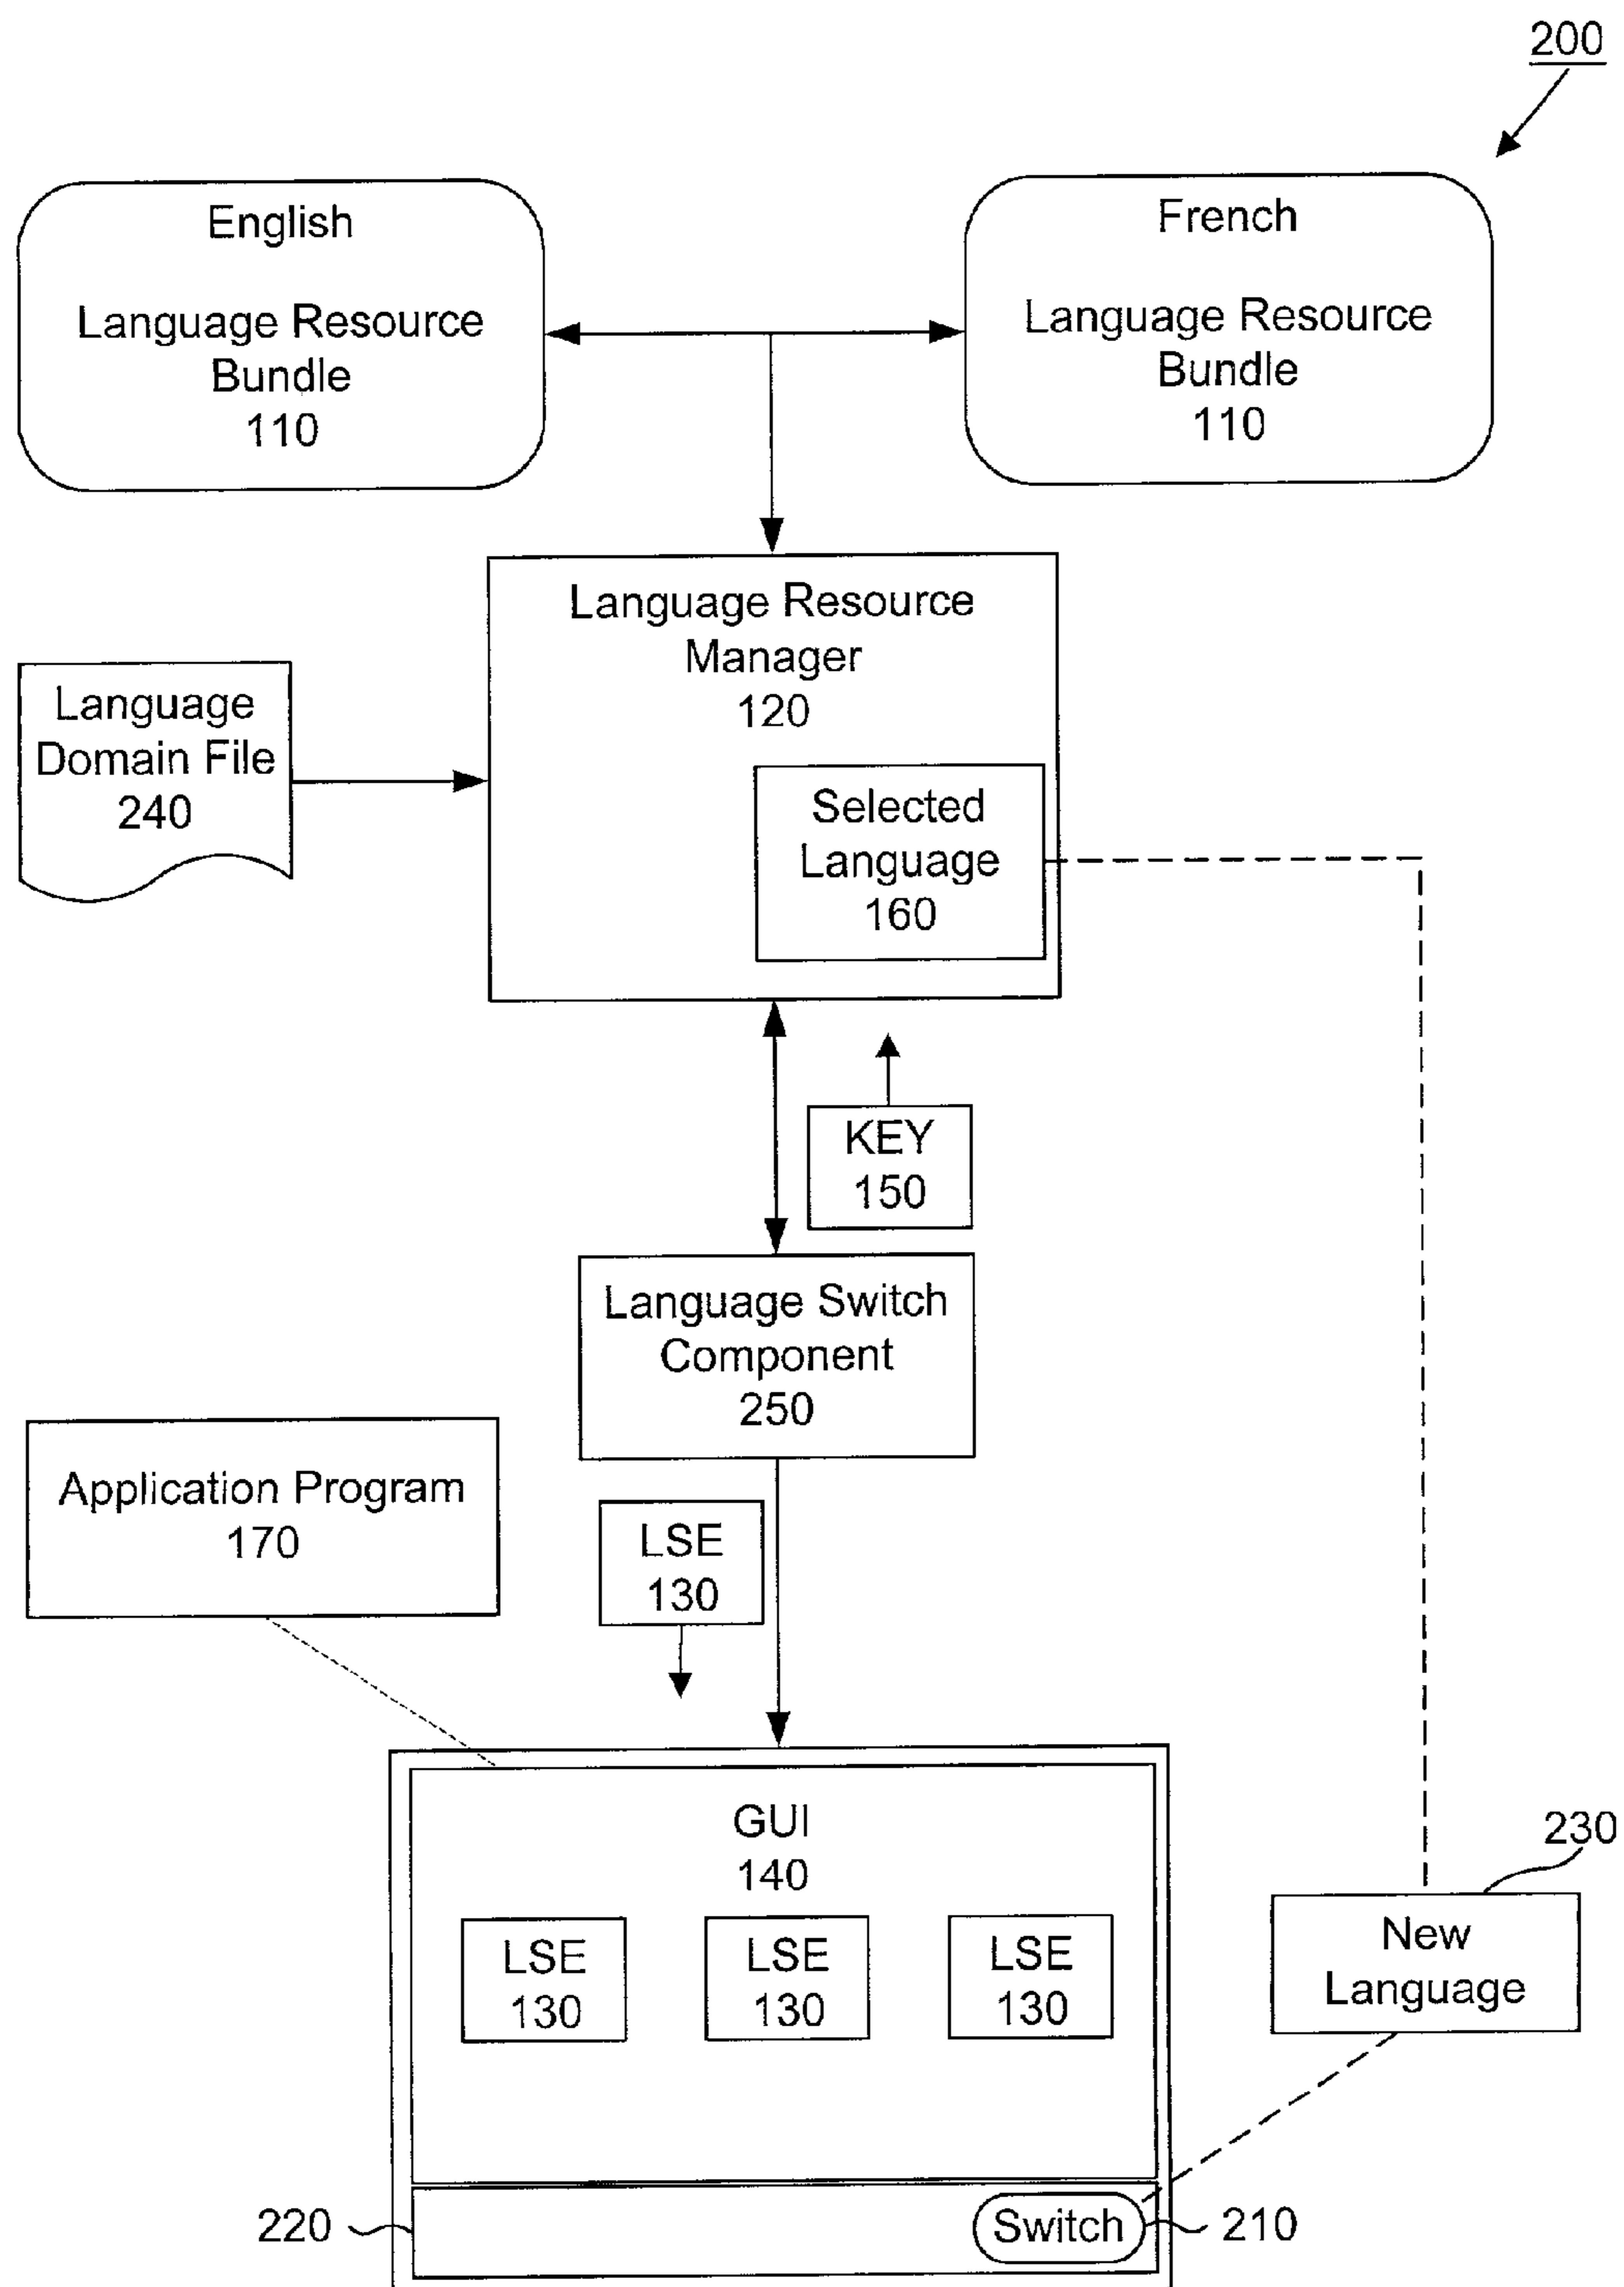 200
English
Language Resource
Bundle
110
French
Language Resource
Bundle
110
Language Resource
Manager
120
Language
Domain File
240
Selected
Language
160
KEY
150
Language Switch
Component
250
Application Program
170
LSE
130
GUI
140
LSE
130
LSE
130
LSE
130
230
New
Language
220
Switch
210